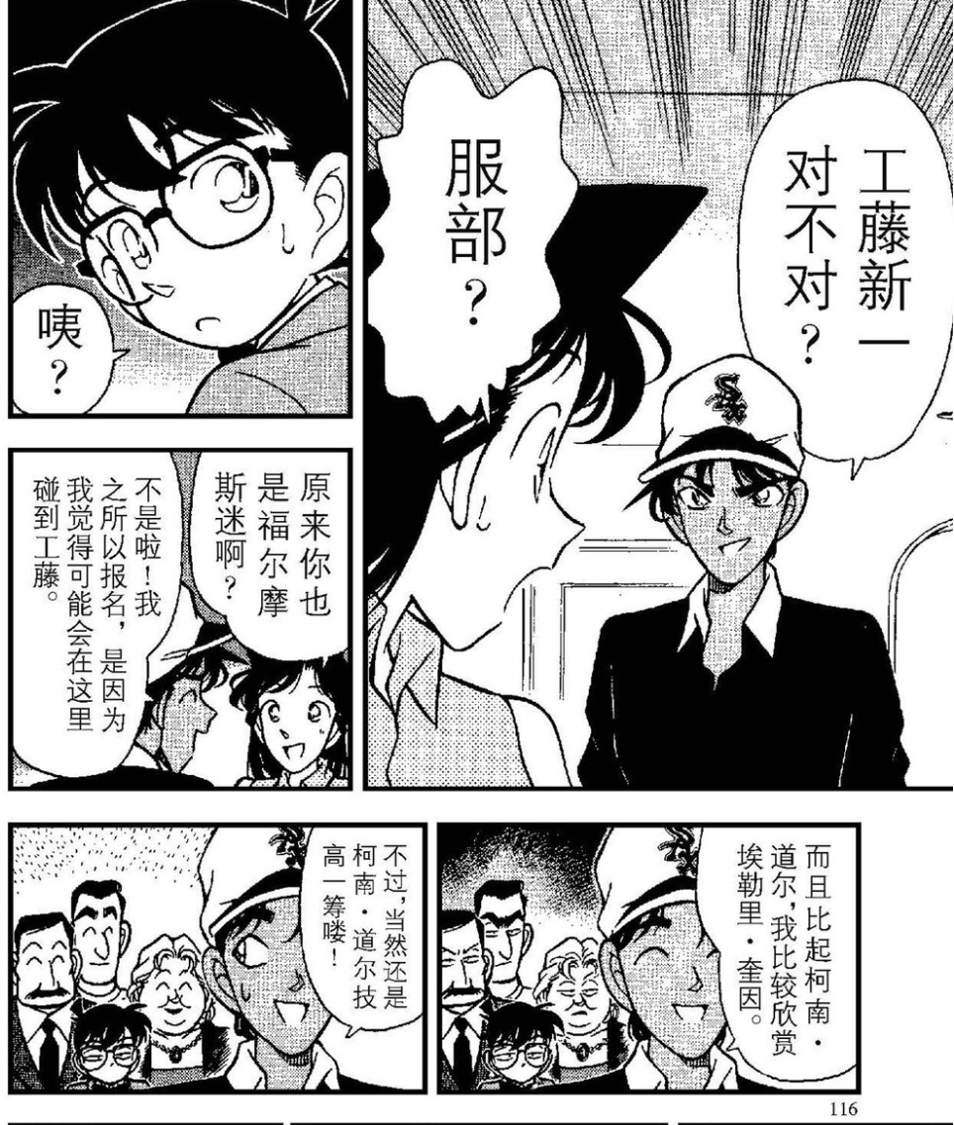 工藤新一
对不对？
服部？
咦？
原来你也
是福尔摩
斯迷啊？
不是啦！我
之所以报名，是因为
我觉得可能会在这里
碰到工藤。
而且比起柯南·
道尔，我比较欣赏
埃勒里·奎因。
不过，当然还是
柯南·道尔技
高一筹喽！
116